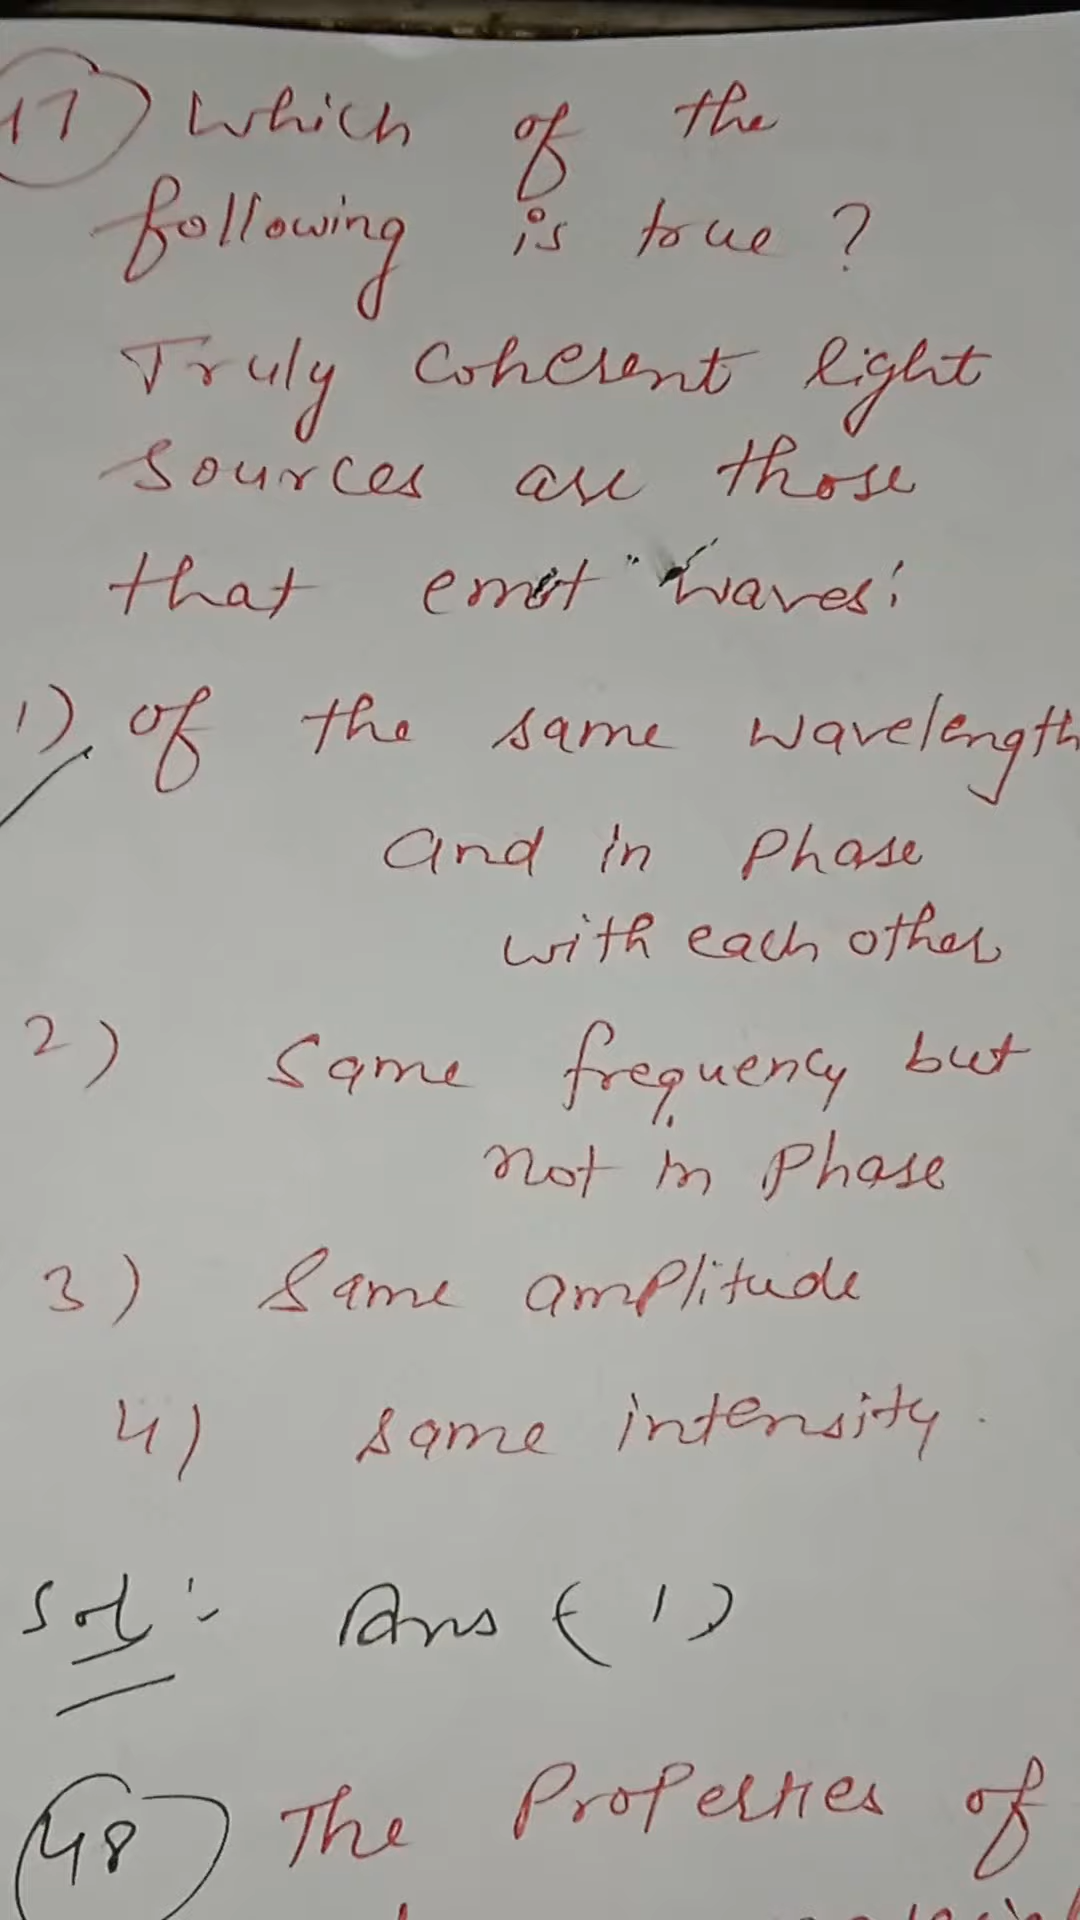 17) Which of the
following is true ?
Truly Coherent light
sources are those
that emit waves:
1) of the same wavelength
and in Phase
with each other
2) Same frequency but
not in Phase
3) Same amplitude
4) same intensity.
Sol:- Ans (1)
48) The Properties of